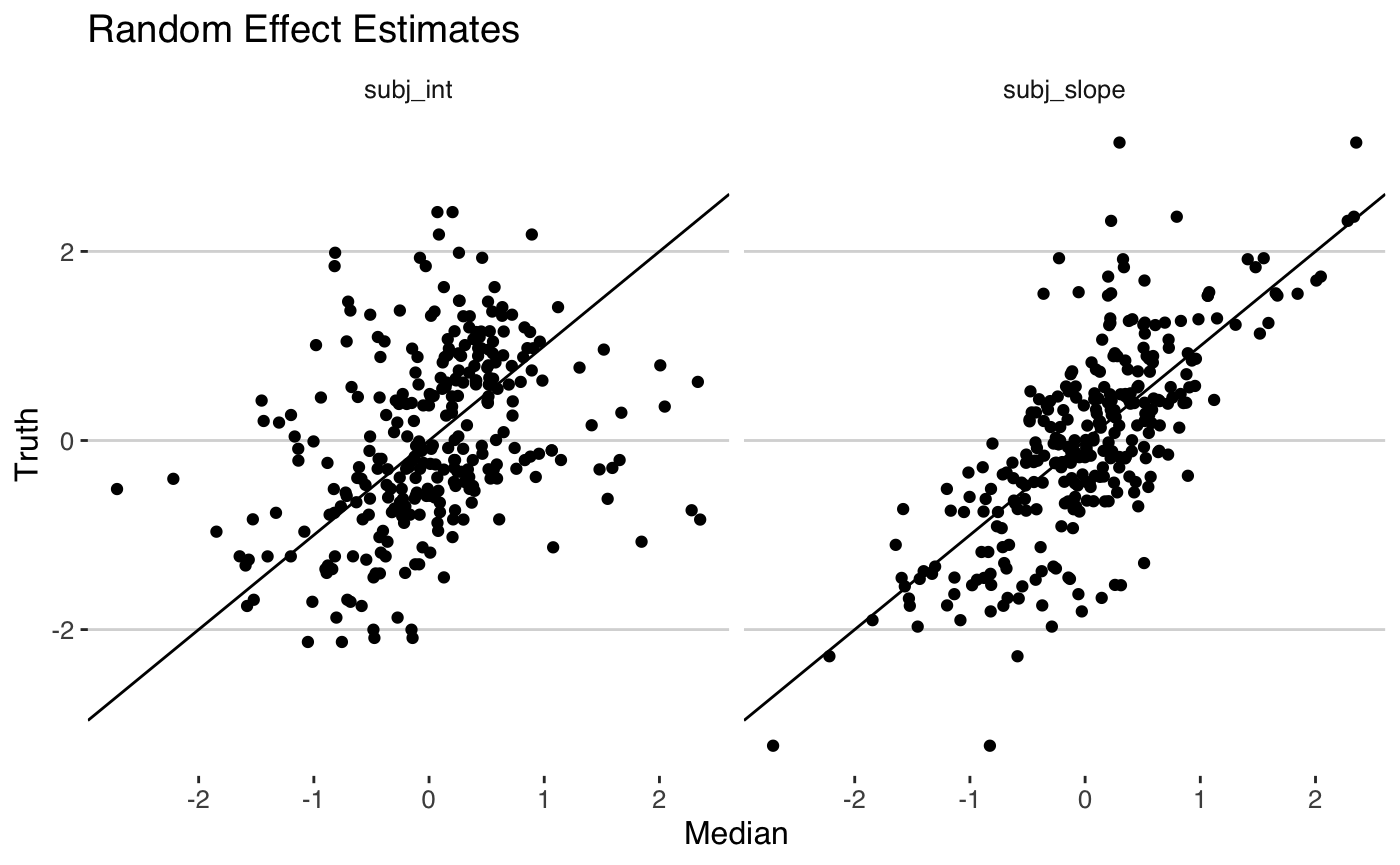 Random Effect Estimates
subj_int
subj_slope
Truth
2
0
-2
-2 -1 0 1 2
-2 -1 0 1 2
Median